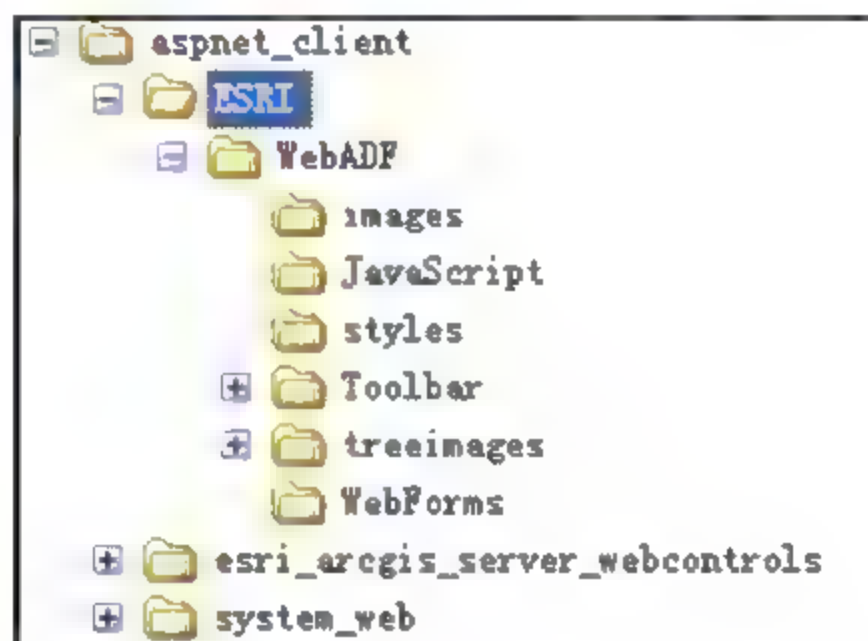 aspnet_client
ESRI
WebADF
images
JavaScript
styles
Toolbar
treeimages
WebForms
esri_arcgis_server_webcontrols
system_web